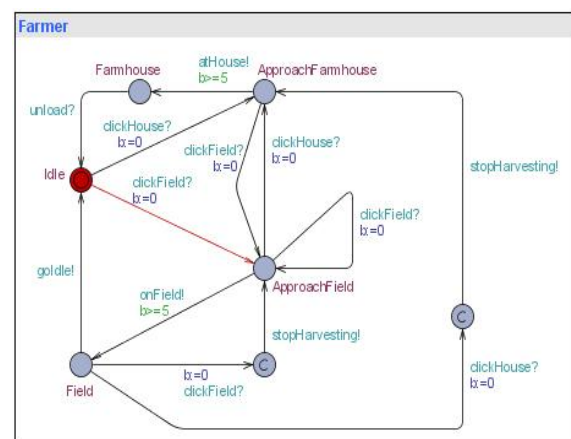 Farmer
atHouse!
b>=5
Farmhouse
ApproachFarmhouse
unload?
clickHouse?
b:=0
clickField?
b:=0
clickHouse?
b:=0
stopHarvesting!
Idle
clickField?
b:=0
clickField?
b:=0
goIdle!
onField!
b>=5
ApproachField
stopHarvesting!
C
C
Field
b:=0
clickField?
clickHouse?
b:=0